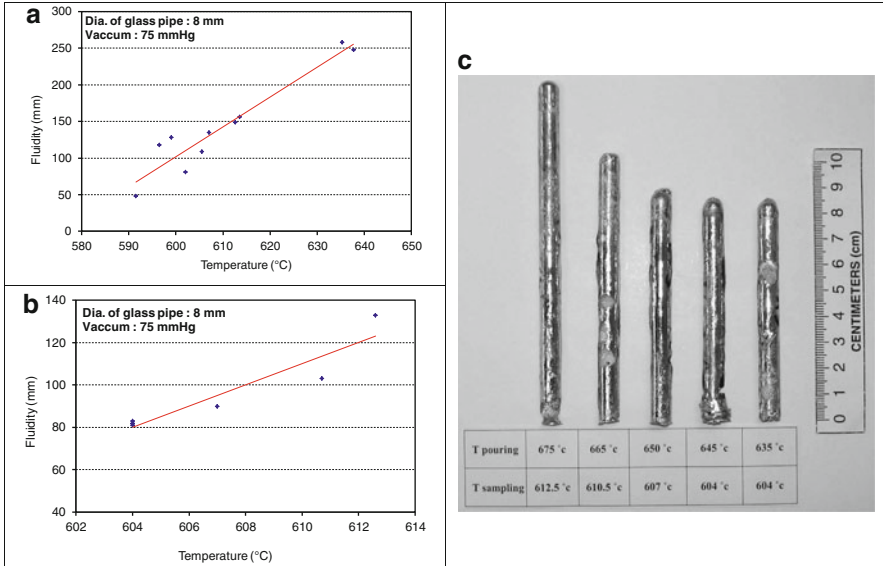 a
Dia. of glass pipe : 8 mm
Vaccum : 75 mmHg
Fluidity (mm)
300
250
200
150
100
50
0
580 590 600 610 620 630 640 650
Temperature (°C)
b
Dia. of glass pipe : 8 mm
Vaccum : 75 mmHg
Fluidity (mm)
140
120
100
80
60
40
602 604 606 608 610 612 614
Temperature (°C)
c
0 1 2 3 4 5 6 7 8 9 10
CENTIMETERS (cm)
T pouring 675 °c 665 °c 650 °c 645 °c 635 °c
T sampling 612.5 °c 610.5 °c 607 °c 604 °c 604 °c